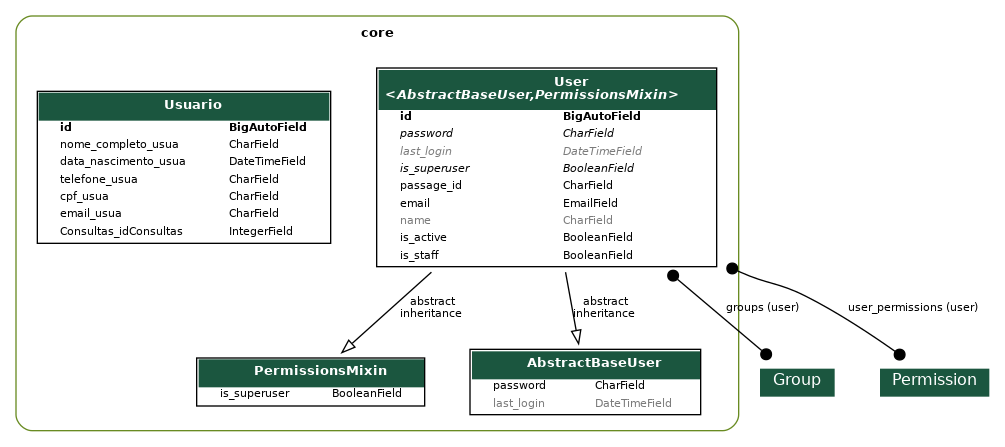 core
Usuario
id BigAutoField
nome_completo_usua CharField
data_nascimento_usua DateTimeField
telefone_usua CharField
cpf_usua CharField
email_usua CharField
Consultas_idConsultas IntegerField
User
<AbstractBaseUser,PermissionsMixin>
id BigAutoField
password CharField
last_login DateTimeField
is_superuser BooleanField
passage_id CharField
email EmailField
name CharField
is_active BooleanField
is_staff BooleanField
abstract
inheritance
abstract
inheritance
groups (user)
user_permissions (user)
PermissionsMixin
is_superuser BooleanField
AbstractBaseUser
password CharField
last_login DateTimeField
Group
Permission